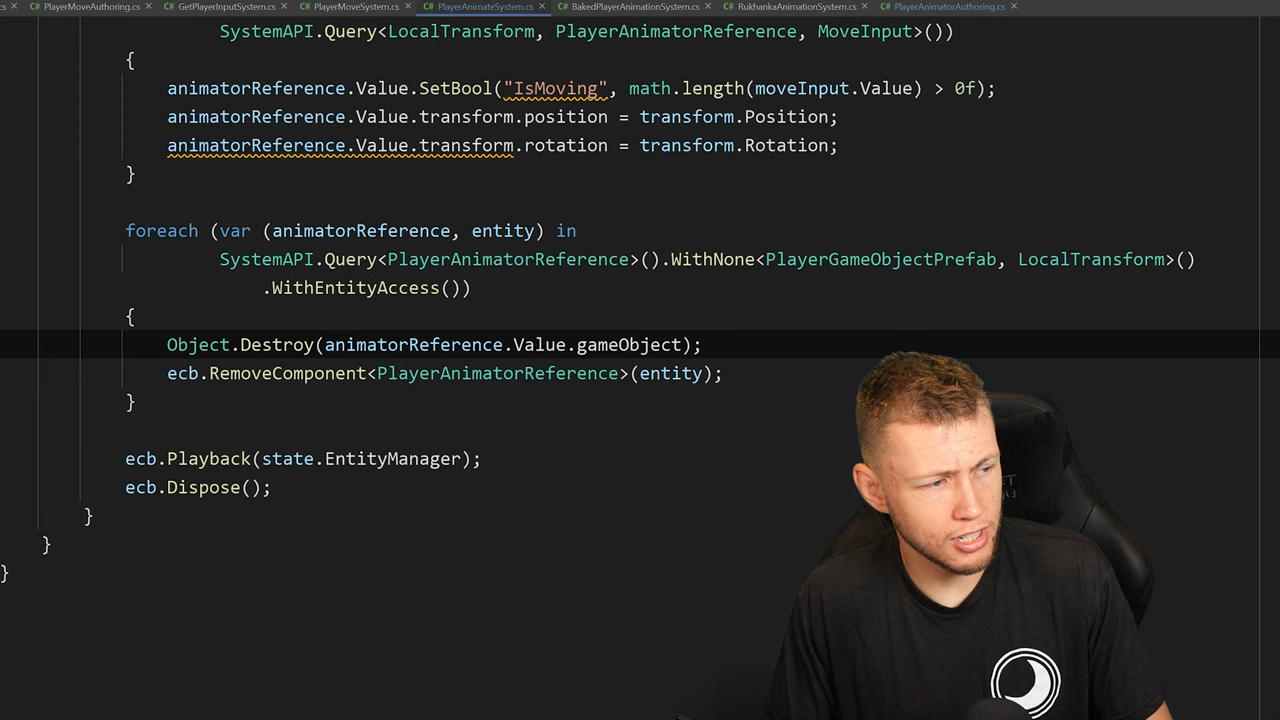 cs PlayerMoveAuthoring.cs GetPlayerInputSystem.cs PlayerMoveSystem.cs PlayerAnimateSystem.cs BakedPlayerAnimationSystem.cs RukhankaAnimationSystem.cs PlayerAnimatorAuthoring.cs
SystemAPI.Query<LocalTransform, PlayerAnimatorReference, MoveInput>())
{
animatorReference.Value.SetBool("IsMoving", math.length(moveInput.Value) > 0f);
animatorReference.Value.transform.position = transform.Position;
animatorReference.Value.transform.rotation = transform.Rotation;
}
foreach (var (animatorReference, entity) in
SystemAPI.Query<PlayerAnimatorReference>().WithNone<PlayerGameObjectPrefab, LocalTransform>()
.WithEntityAccess())
{
Object.Destroy(animatorReference.Value.gameObject);
ecb.RemoveComponent<PlayerAnimatorReference>(entity);
}
ecb.Playback(state.EntityManager);
ecb.Dispose();
}
}
}